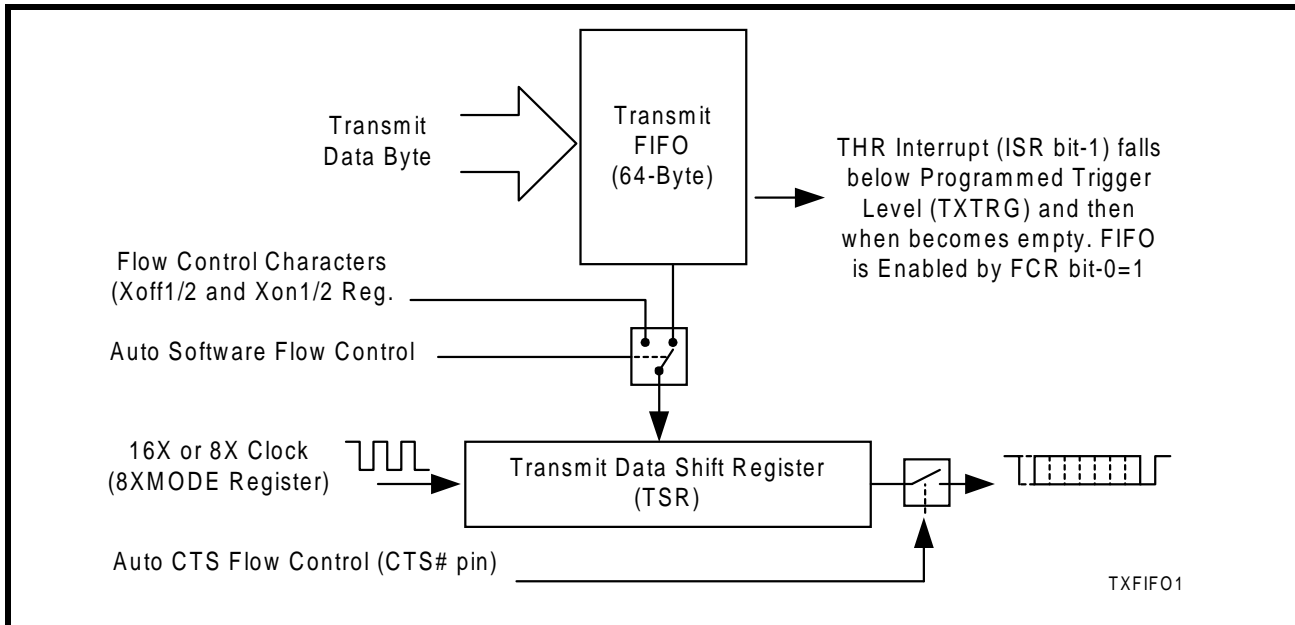 Transmit
Data Byte
Transmit
FIFO
(64-Byte)
THR Interrupt (ISR bit-1) falls
below Programmed Trigger
Level (TXTRG) and then
when becomes empty. FIFO
is Enabled by FCR bit-0=1
Flow Control Characters
(Xoff1/2 and Xon1/2 Reg.
Auto Software Flow Control
16X or 8X Clock
(8XMODE Register)
Transmit Data Shift Register
(TSR)
Auto CTS Flow Control (CTS# pin)
TXFIFO1